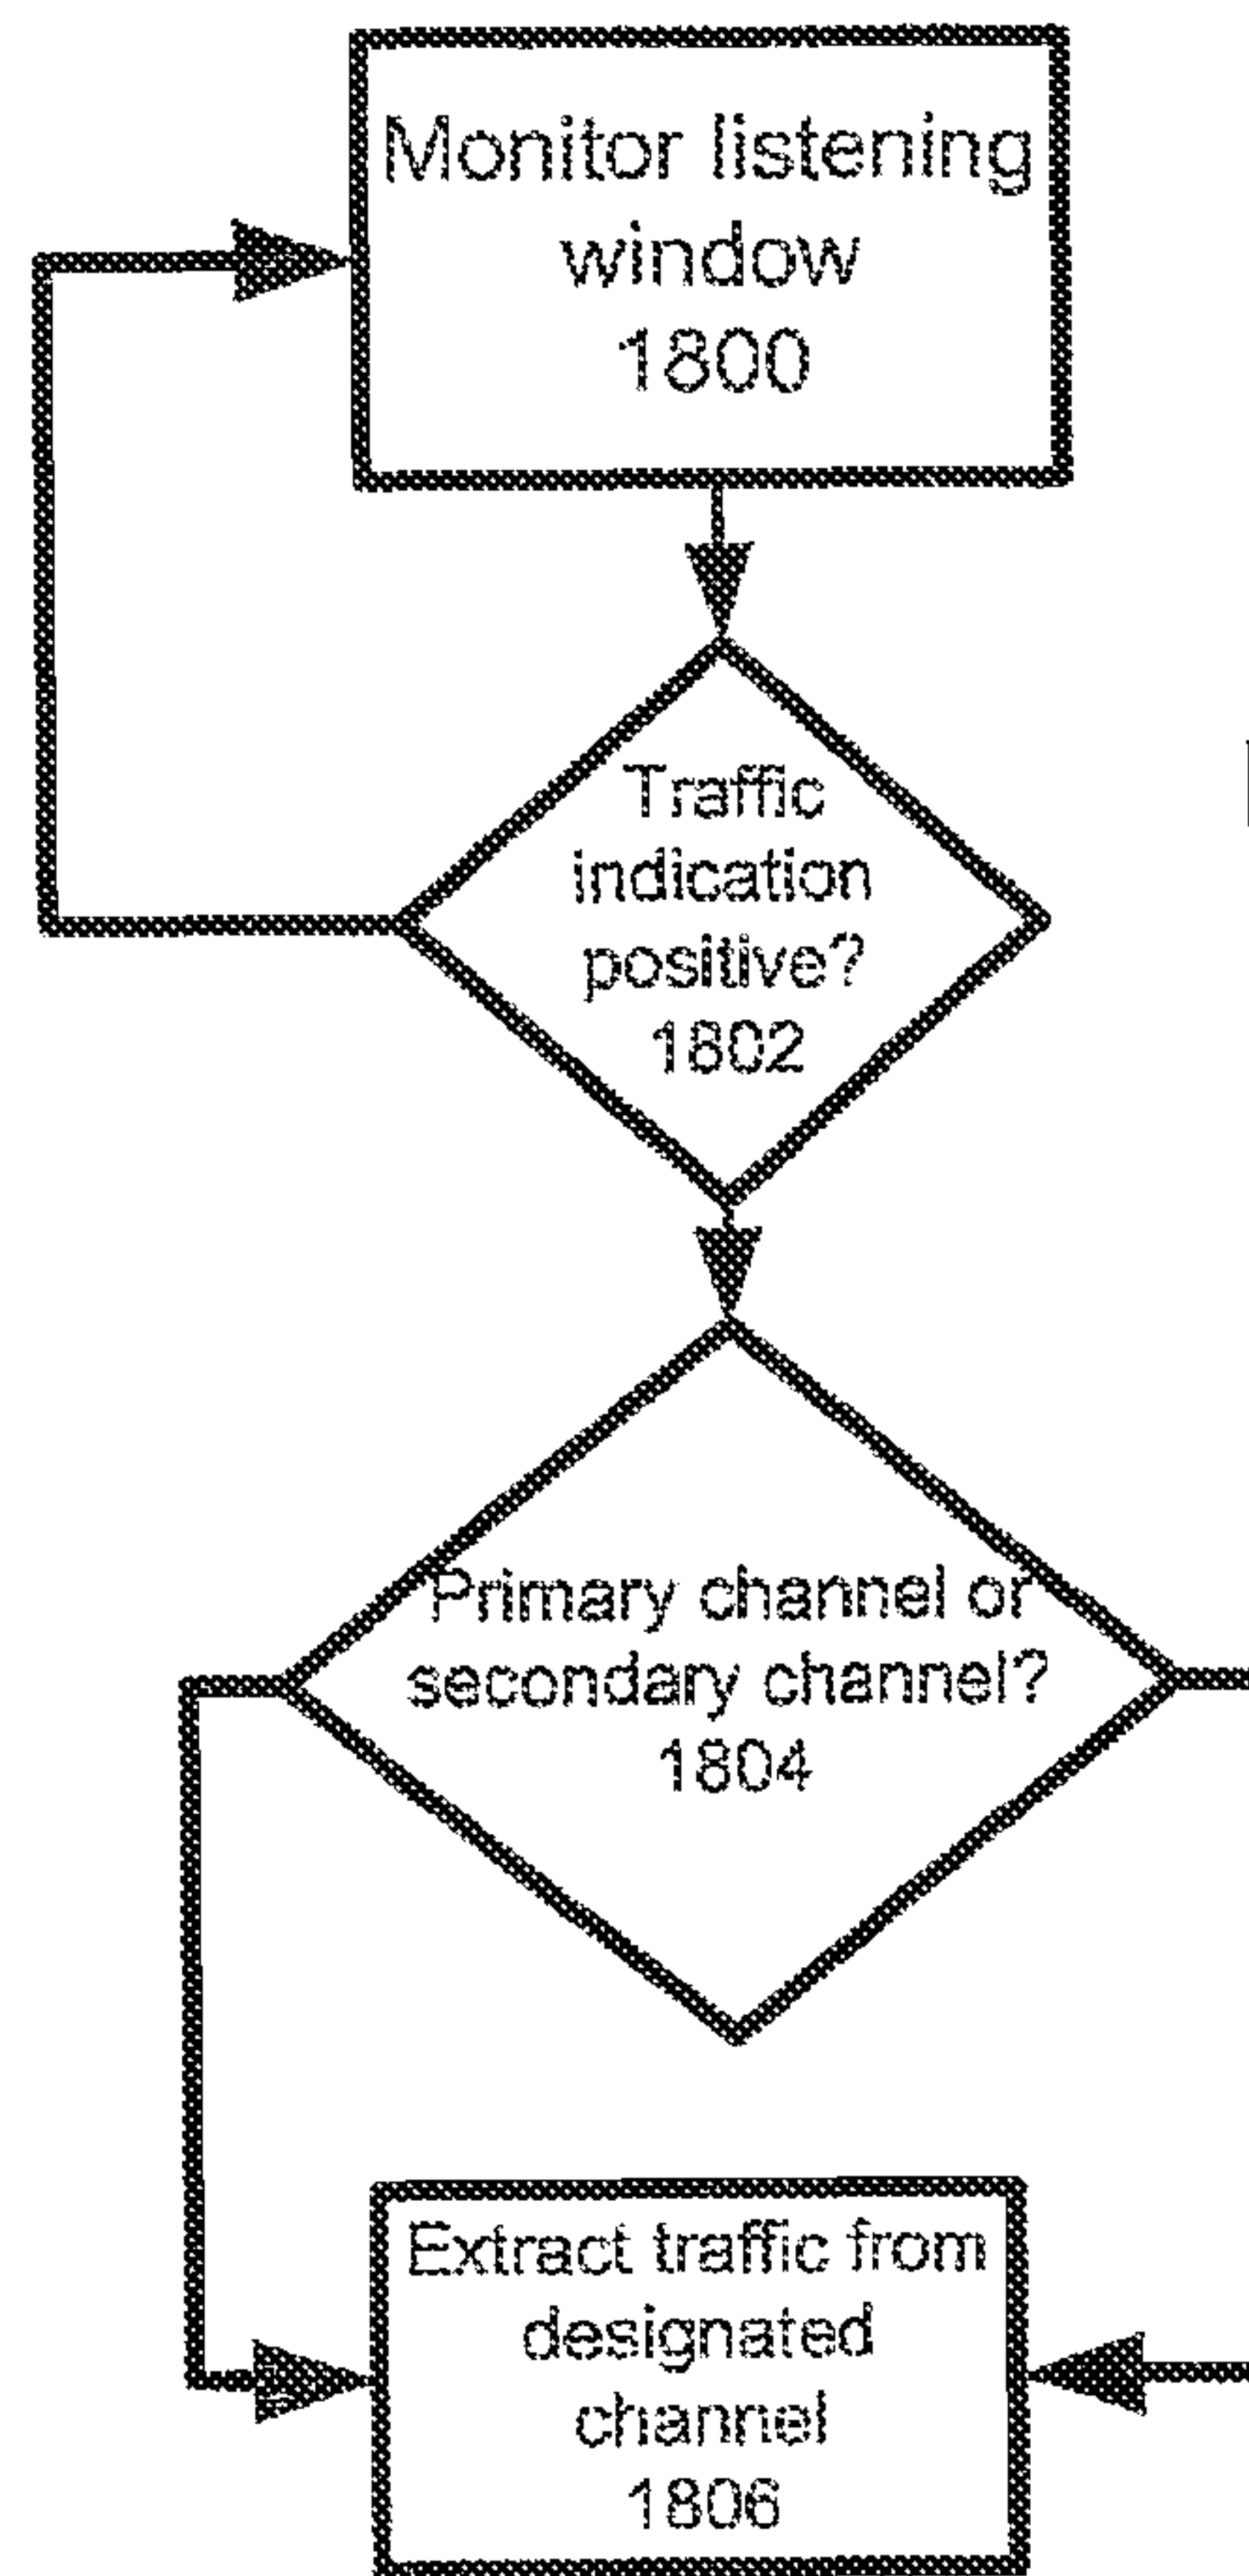 Monitor listening
window
1800
Traffic
indication
positive?
1802
Primary channel or
secondary channel?
1804
Extract traffic from
designated
channel
1806